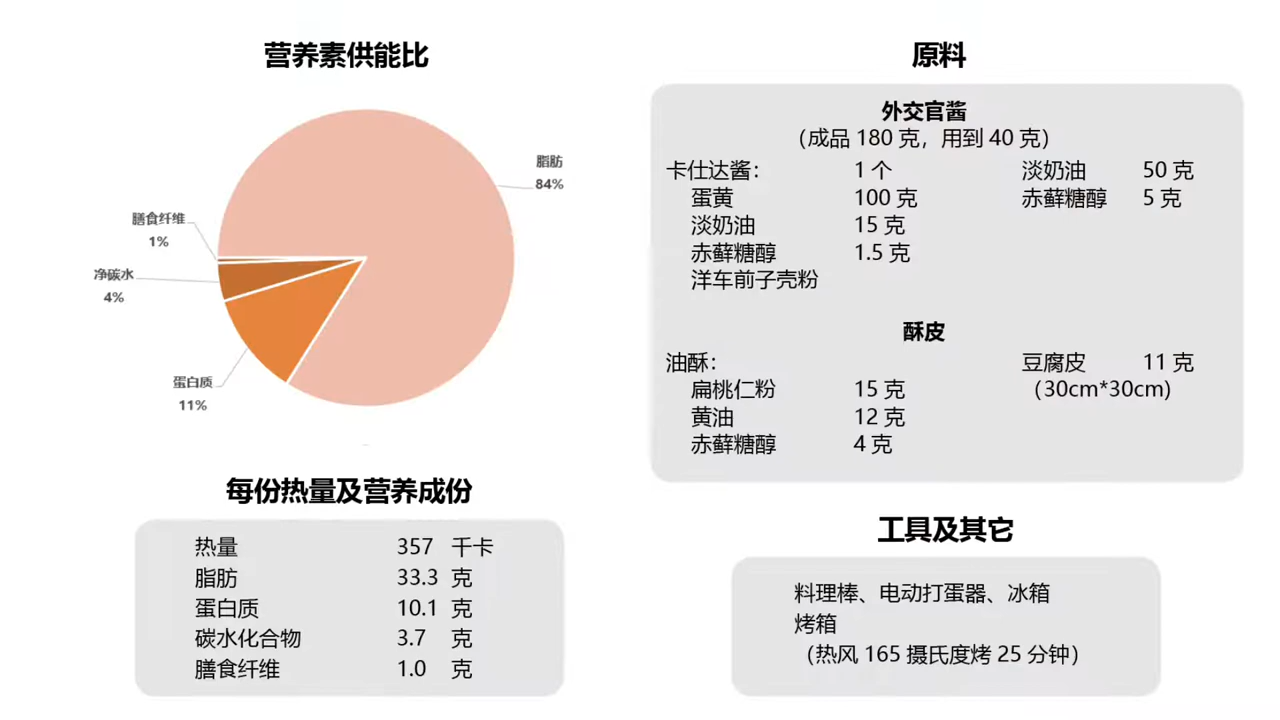 营养素供能比
脂肪
84%
膳食纤维
1%
净碳水
4%
蛋白质
11%
每份热量及营养成份
热量 357 千卡
脂肪 33.3 克
蛋白质 10.1 克
碳水化合物 3.7 克
膳食纤维 1.0 克
原料
外交官酱
（成品 180 克，用到 40 克）
卡仕达酱： 1 个 淡奶油 50 克
蛋黄 100 克 赤藓糖醇 5 克
淡奶油 15 克
赤藓糖醇 1.5 克
洋车前子壳粉
酥皮
油酥： 豆腐皮 11 克
扁桃仁粉 15 克 （30cm*30cm)
黄油 12 克
赤藓糖醇 4 克
工具及其它
料理棒、电动打蛋器、冰箱
烤箱
（热风 165 摄氏度烤 25 分钟）